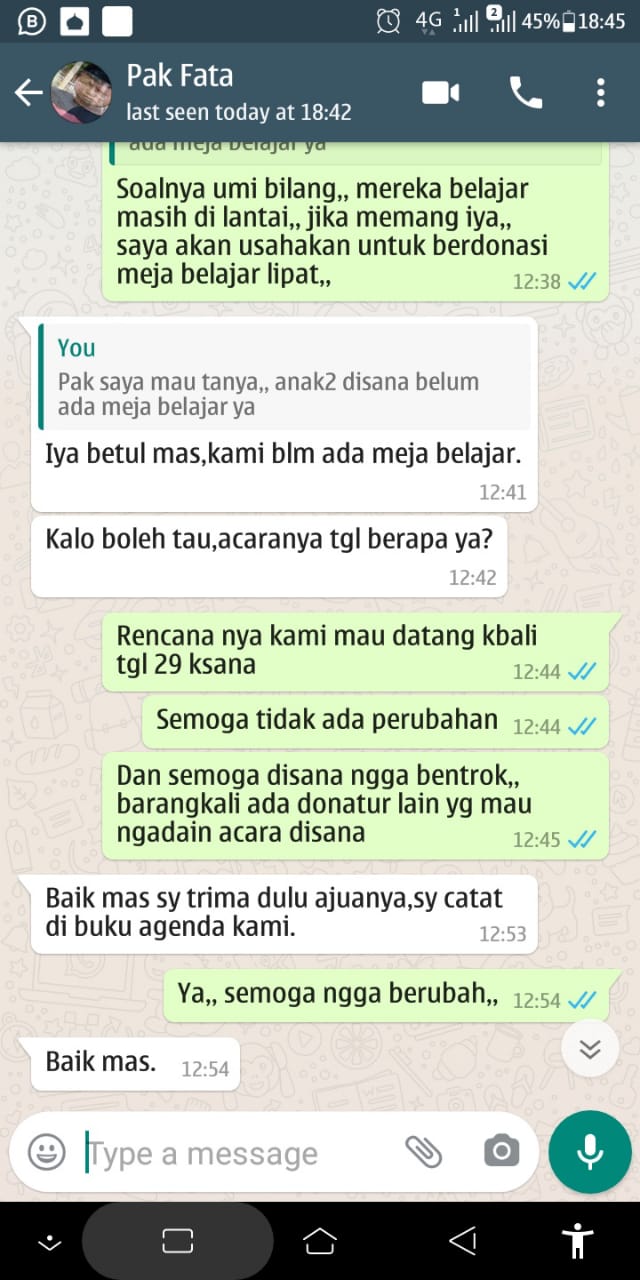 B
4G 1 2 45% 18:45
Pak Fata
last seen today at 18:42
ada meja belajar ya
Soalnya umi bilang,, mereka belajar
masih di lantai,, jika memang iya,,
saya akan usahakan untuk berdonasi
meja belajar lipat,,
12:38
You
Pak saya mau tanya,, anak2 disana belum
ada meja belajar ya
Iya betul mas,kami blm ada meja belajar.
12:41
Kalo boleh tau,acaranya tgl berapa ya?
12:42
Rencana nya kami mau datang kbali
tgl 29 ksana
12:44
Semoga tidak ada perubahan 12:44
Dan semoga disana ngga bentrok,,
barangkali ada donatur lain yg mau
ngadain acara disana
12:45
Baik mas sy trima dulu ajuanya,sy catat
di buku agenda kami.
12:53
Ya,, semoga ngga berubah,, 12:54
Baik mas. 12:54
Type a message